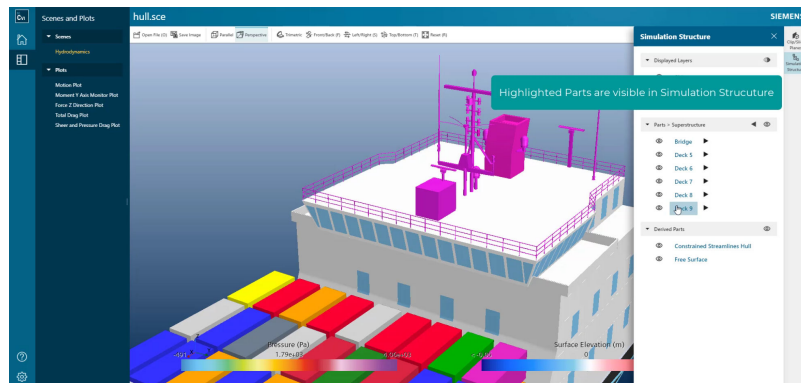 Cvi
Scenes and Plots
hull.sce
SIEMENS
Scenes
Hydrodynamics
Plots
Motion Plot
Moment Y Axis Monitor Plot
Force Z Direction Plot
Total Drag Plot
Sheer and Pressure Drag Plot
Open File (O) Save Image Parallel Perspective Trimetric Front/Back (F) Left/Right (S) Top/Bottom (T) Reset (R)
Simulation Structure
Displayed Layers
Highlighted Parts are visible in Simulation Strucuture
Parts > Superstructure
Bridge
Deck 5
Deck 6
Deck 7
Deck 8
Deck 9
Derived Parts
Constrained Streamlines Hull
Free Surface
Pressure (Pa)
1.79e+03
Surface Elevation (m)
0